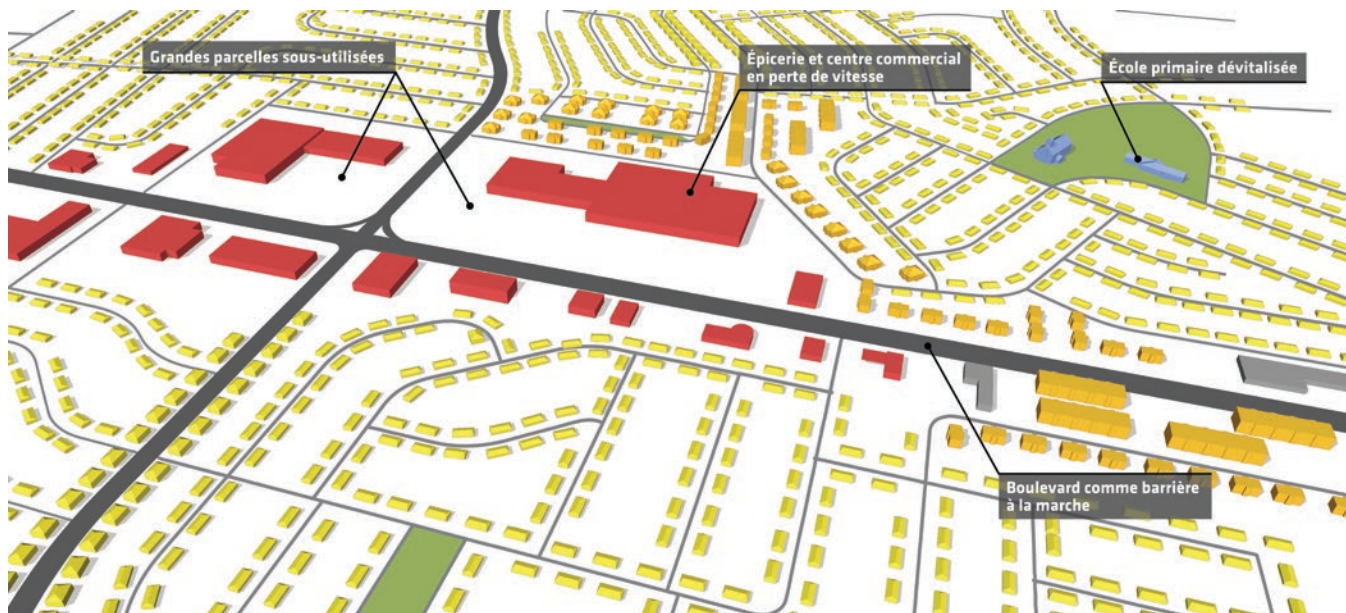 Grandes parcelles sous-utilisées
Épicerie et centre commercial
en perte de vitesse
École primaire dévitalisée
Boulevard comme barrière
à la marche